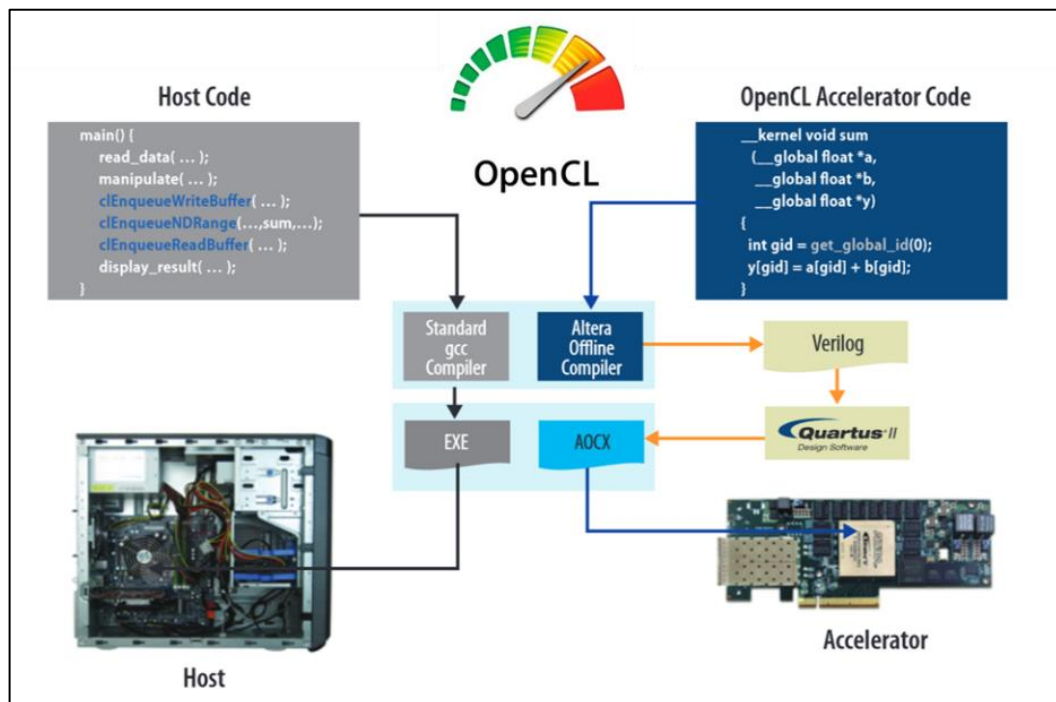 Host Code
main() {
read_data( ... );
manipulate( ... );
clEnqueueWriteBuffer( ... );
clEnqueueNDRange(...,sum,...);
clEnqueueReadBuffer( ... );
display_result( ... );
}
OpenCL
OpenCL Accelerator Code
__kernel void sum
(__global float *a,
__global float *b,
__global float *y)
{
int gid = get_global_id(0);
y[gid] = a[gid] + b[gid];
}
Standard
gcc
Compiler
Altera
Offline
Compiler
Verilog
EXE
AOCX
Quartus II
Design Software
Host
Accelerator